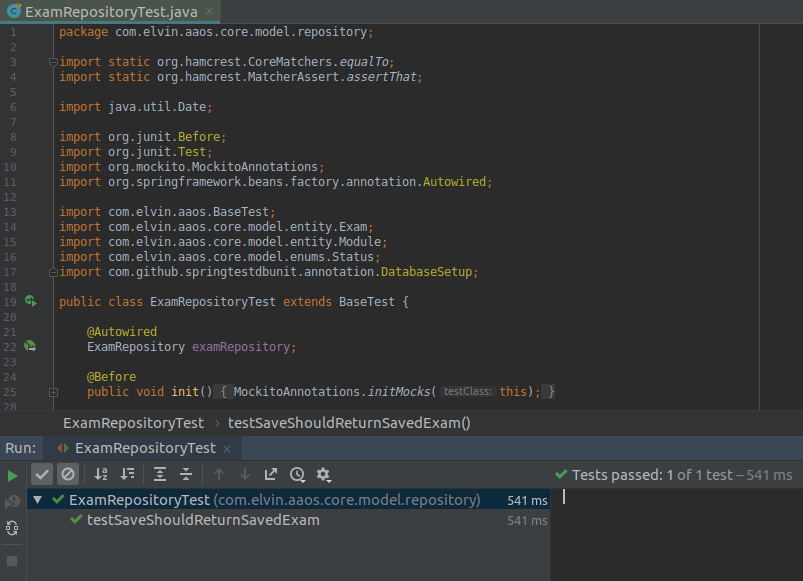 ExamRepositoryTest.java
1 package com.elvin.aaos.core.model.repository;
2
3 import static org.hamcrest.CoreMatchers.equalTo;
4 import static org.hamcrest.MatcherAssert.assertThat;
5
6 import java.util.Date;
7
8 import org.junit.Before;
9 import org.junit.Test;
10 import org.mockito.MockitoAnnotations;
11 import org.springframework.beans.factory.annotation.Autowired;
12
13 import com.elvin.aaos.BaseTest;
14 import com.elvin.aaos.core.model.entity.Exam;
15 import com.elvin.aaos.core.model.entity.Module;
16 import com.elvin.aaos.core.model.enums.Status;
17 import com.github.springtestdbunit.annotation.DatabaseSetup;
18
19 public class ExamRepositoryTest extends BaseTest {
20
21 @Autowired
22 ExamRepository examRepository;
23
24 @Before
25 public void init() { MockitoAnnotations.initMocks( testClass: this); }
28
ExamRepositoryTest › testSaveShouldReturnSavedExam()
Run: ExamRepositoryTest
Tests passed: 1 of 1 test – 541 ms
ExamRepositoryTest (com.elvin.aaos.core.model.repository) 541 ms
testSaveShouldReturnSavedExam 541 ms